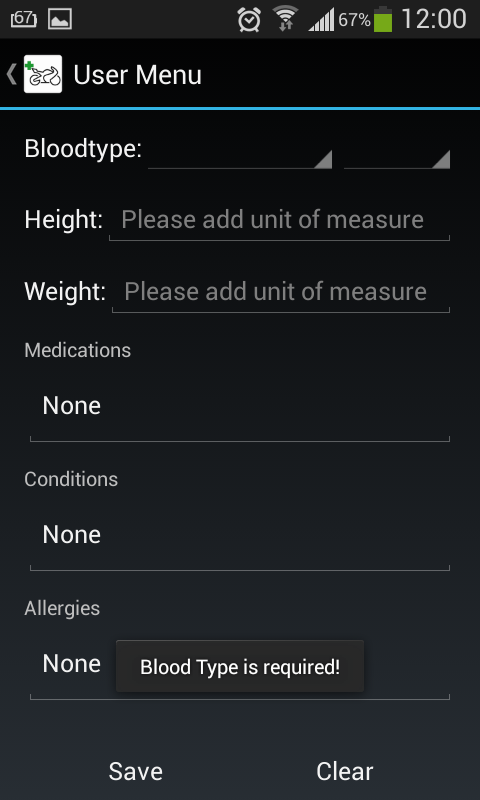 67 67% 12:00
User Menu
Bloodtype:
Height: Please add unit of measure
Weight: Please add unit of measure
Medications
None
Conditions
None
Allergies
None
Blood Type is required!
Save Clear